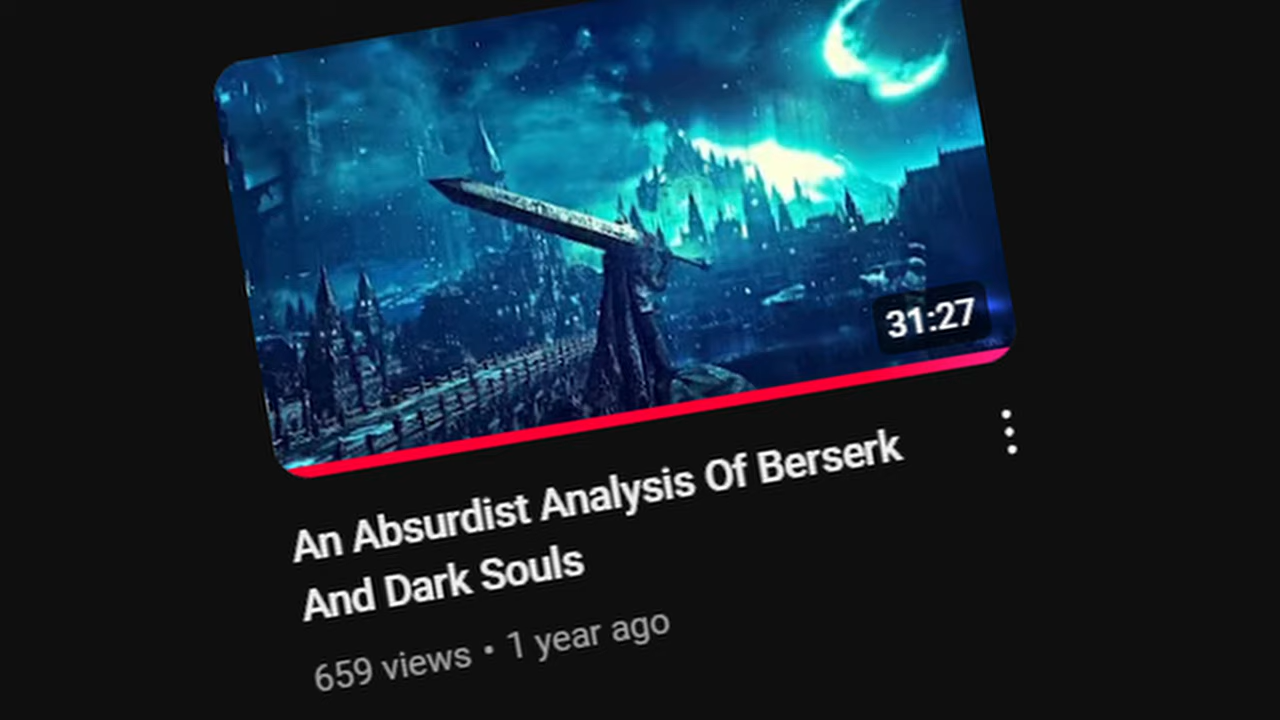 31:27
An Absurdist Analysis Of Berserk
And Dark Souls
659 views • 1 year ago